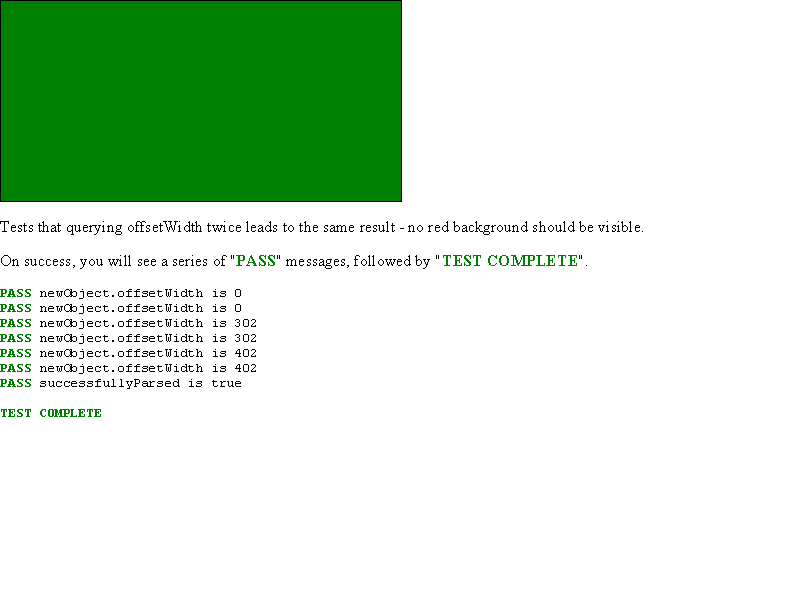 Tests that querying offsetWidth twice leads to the same result - no red background should be visible.
On success, you will see a series of "PASS" messages, followed by "TEST COMPLETE".
PASS newObject.offsetWidth is 0
PASS newObject.offsetWidth is 0
PASS newObject.offsetWidth is 302
PASS newObject.offsetWidth is 302
PASS newObject.offsetWidth is 402
PASS newObject.offsetWidth is 402
PASS successfullyParsed is true
TEST COMPLETE